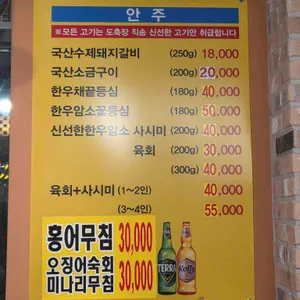 안 주
※모든 고기는 도축장 직송 신선한 고기만 취급합니다
국산수제돼지갈비 (250g) 18,000
국산소금구이 (200g) 20,000
한우채끝등심 (180g) 40,000
한우암소꽃등심 (180g) 50,000
신선한한우암소 사시미 (200g) 40,000
육회 (200g) 30,000
(300g) 40,000
육회+사시미 (1~2인) 40,000
(3~4인) 55,000
홍어무침 30,000
오징어숙회
미나리무침 30,000
TERRA
Kelly